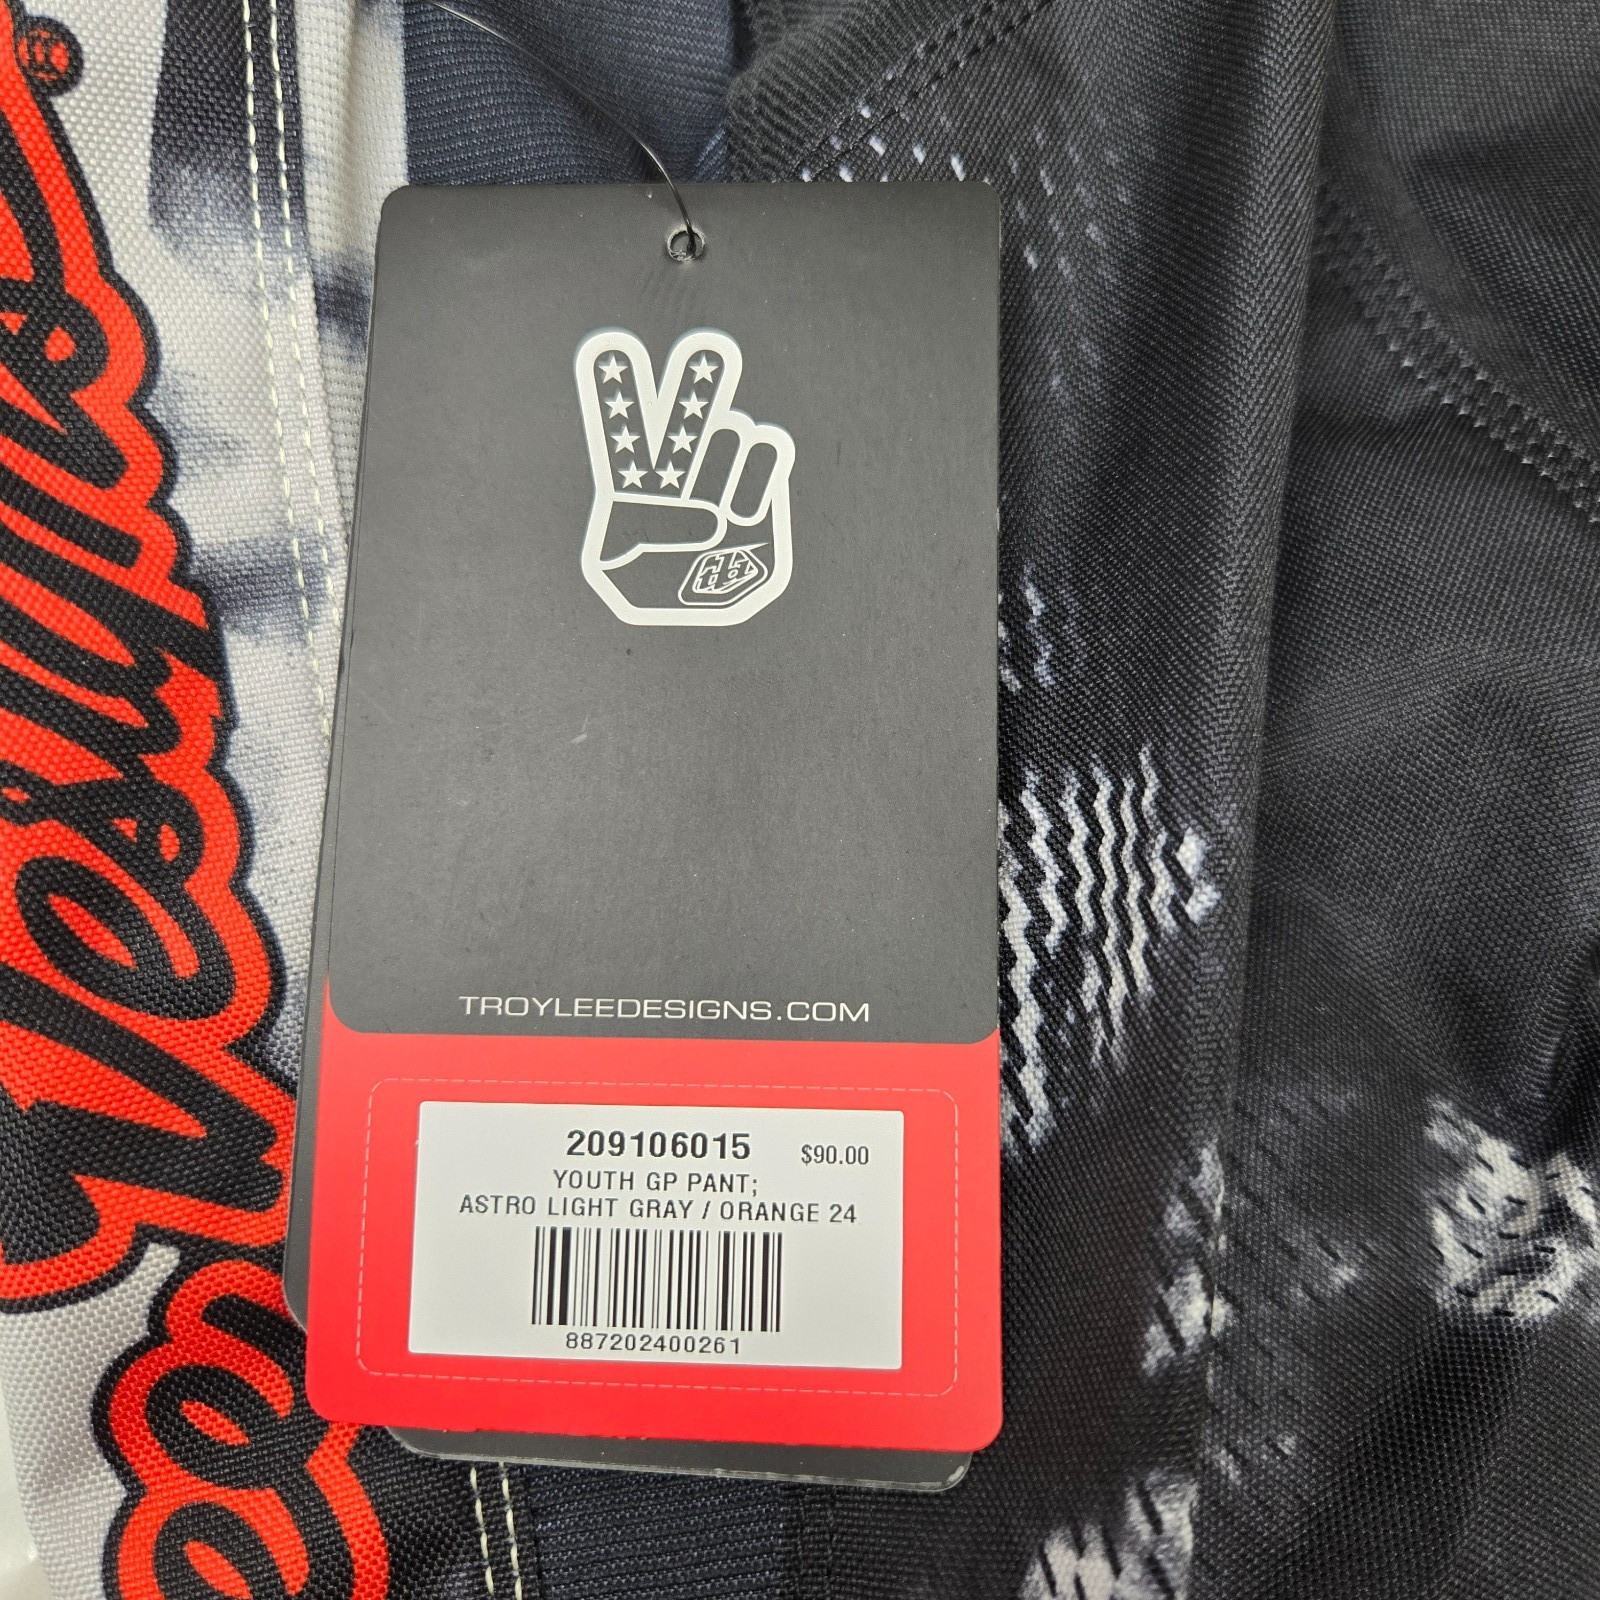 TROYLEEDESIGNS.COM
209106015
$90.00
YOUTH GP PANT;
ASTRO LIGHT GRAY / ORANGE 24
887202400261